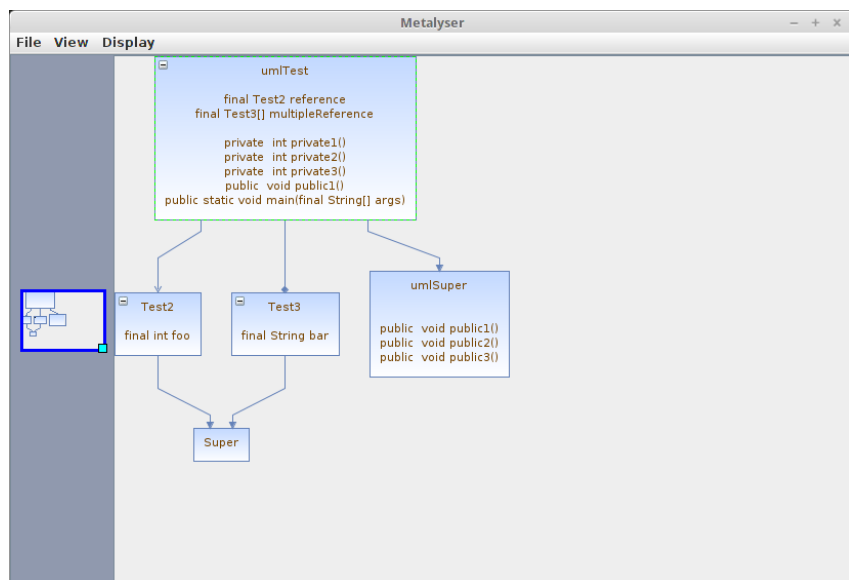 Metalyser
File View Display
umlTest
final Test2 reference
final Test3[] multipleReference
private int private1()
private int private2()
private int private3()
public void public1()
public static void main(final String[] args)
Test2
final int foo
Test3
final String bar
umlSuper
public void public1()
public void public2()
public void public3()
Super